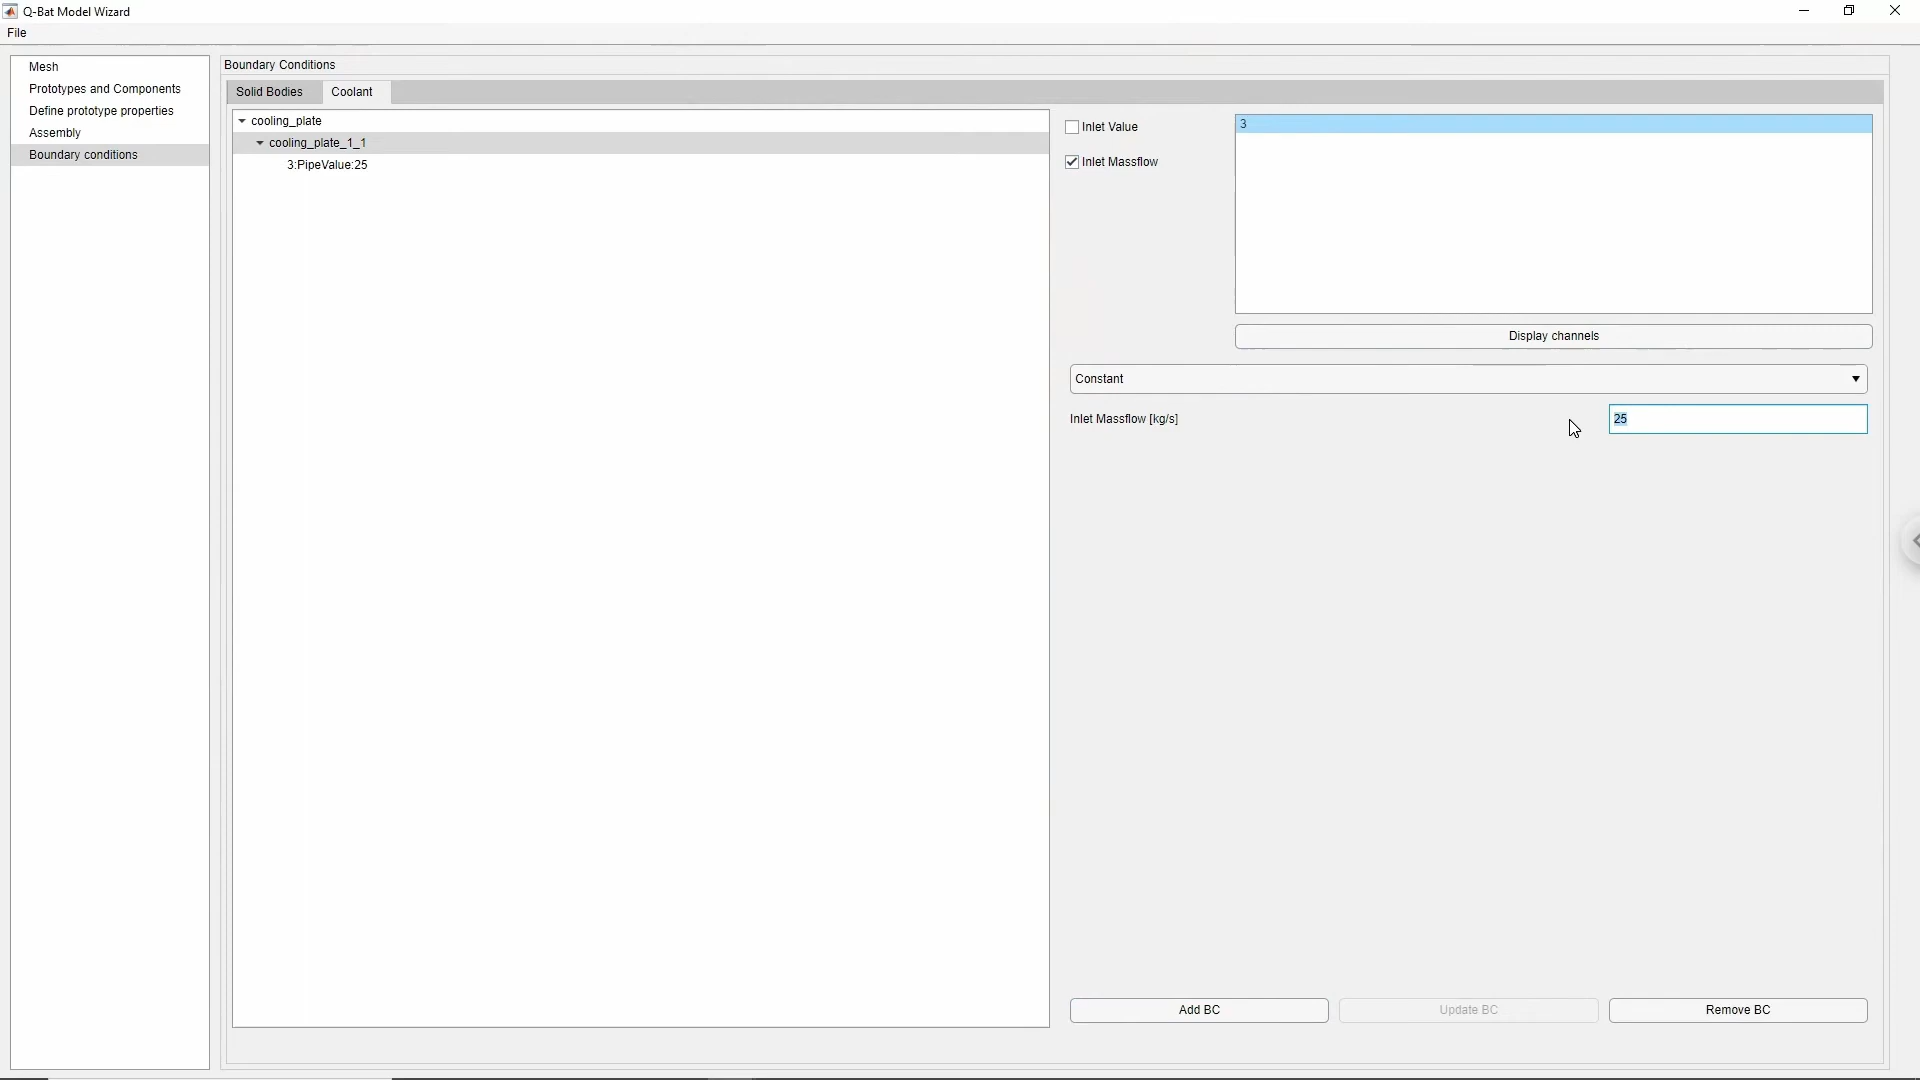 Q-Bat Model Wizard
File
Mesh
Prototypes and Components
Define prototype properties
Assembly
Boundary conditions
Boundary Conditions
Solid Bodies
Coolant
cooling_plate
cooling_plate_1_1
3:PipeValue:25
Inlet Value
Inlet Massflow
3
Display channels
Constant
Inlet Massflow [kg/s]
25
Add BC
Update BC
Remove BC